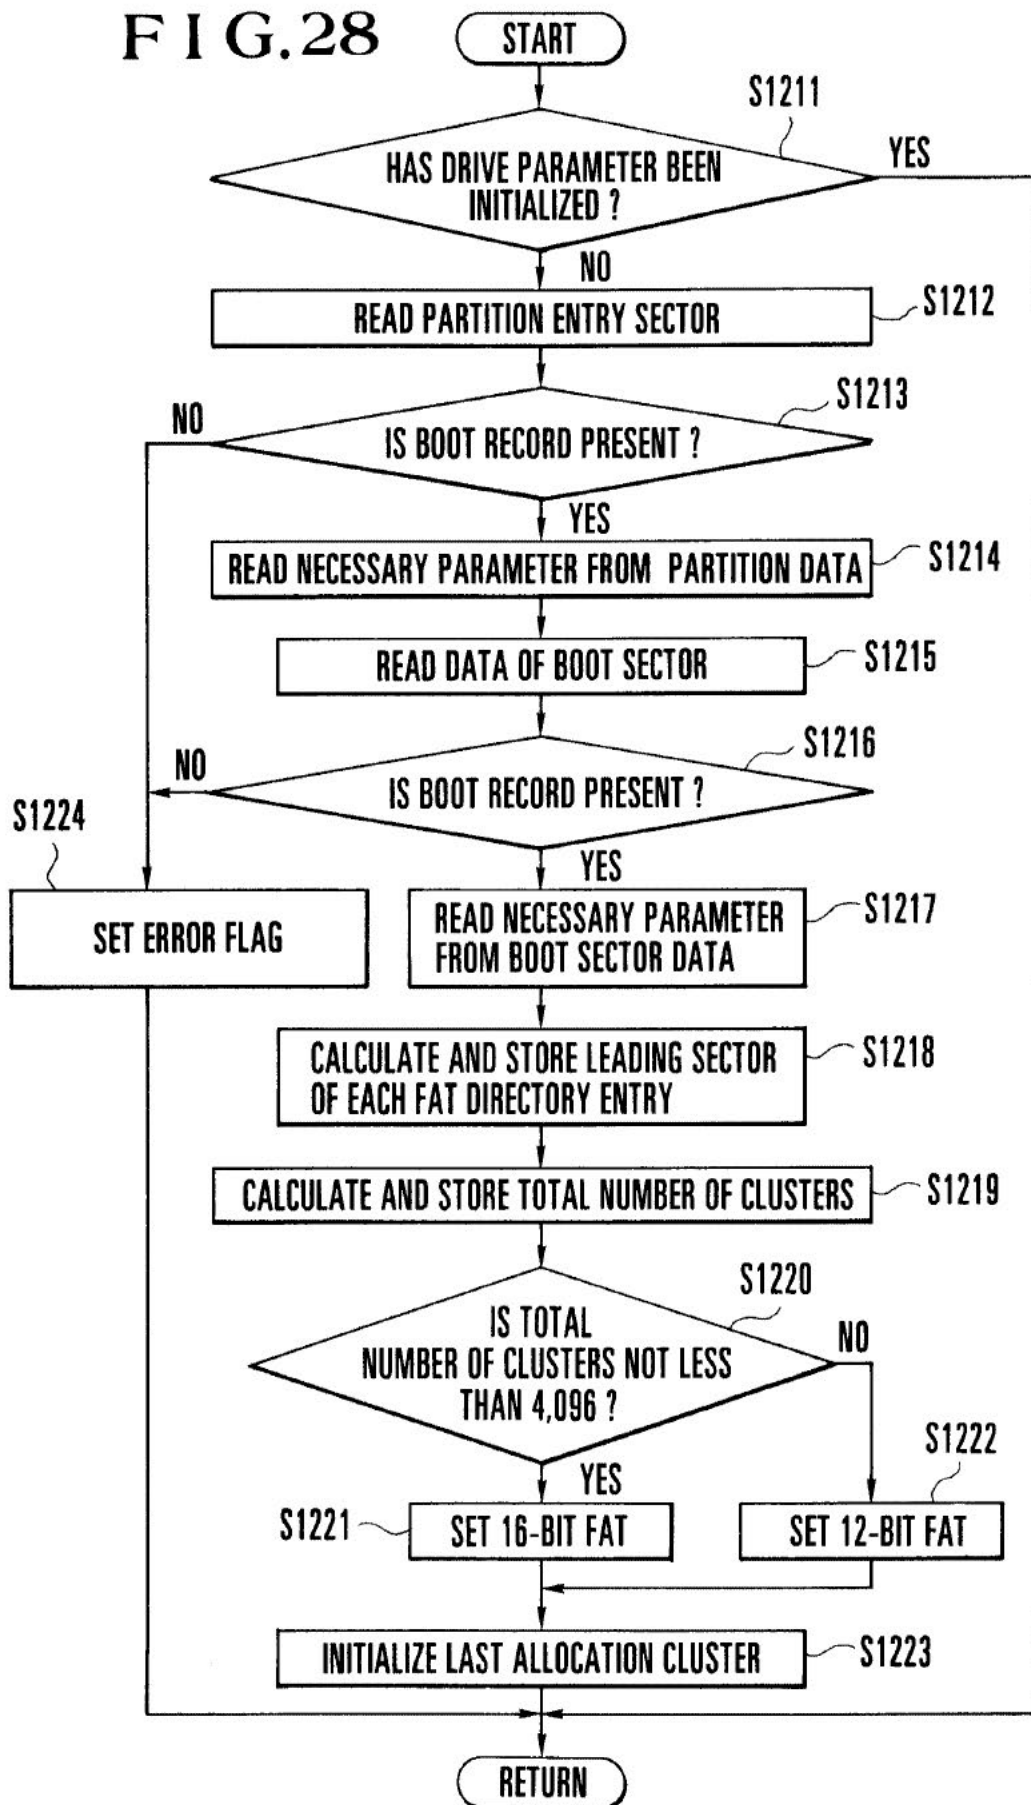 FIG.28
START
S1211
HAS DRIVE PARAMETER BEEN
INITIALIZED ?
YES
NO
READ PARTITION ENTRY SECTOR
S1212
S1213
NO
IS BOOT RECORD PRESENT ?
YES
READ NECESSARY PARAMETER FROM PARTITION DATA
S1214
READ DATA OF BOOT SECTOR
S1215
S1216
NO
IS BOOT RECORD PRESENT ?
S1224
YES
SET ERROR FLAG
READ NECESSARY PARAMETER
FROM BOOT SECTOR DATA
S1217
CALCULATE AND STORE LEADING SECTOR
OF EACH FAT DIRECTORY ENTRY
S1218
CALCULATE AND STORE TOTAL NUMBER OF CLUSTERS
S1219
S1220
IS TOTAL
NUMBER OF CLUSTERS NOT LESS
THAN 4,096 ?
NO
YES
S1222
S1221
SET 16-BIT FAT
SET 12-BIT FAT
INITIALIZE LAST ALLOCATION CLUSTER
S1223
RETURN